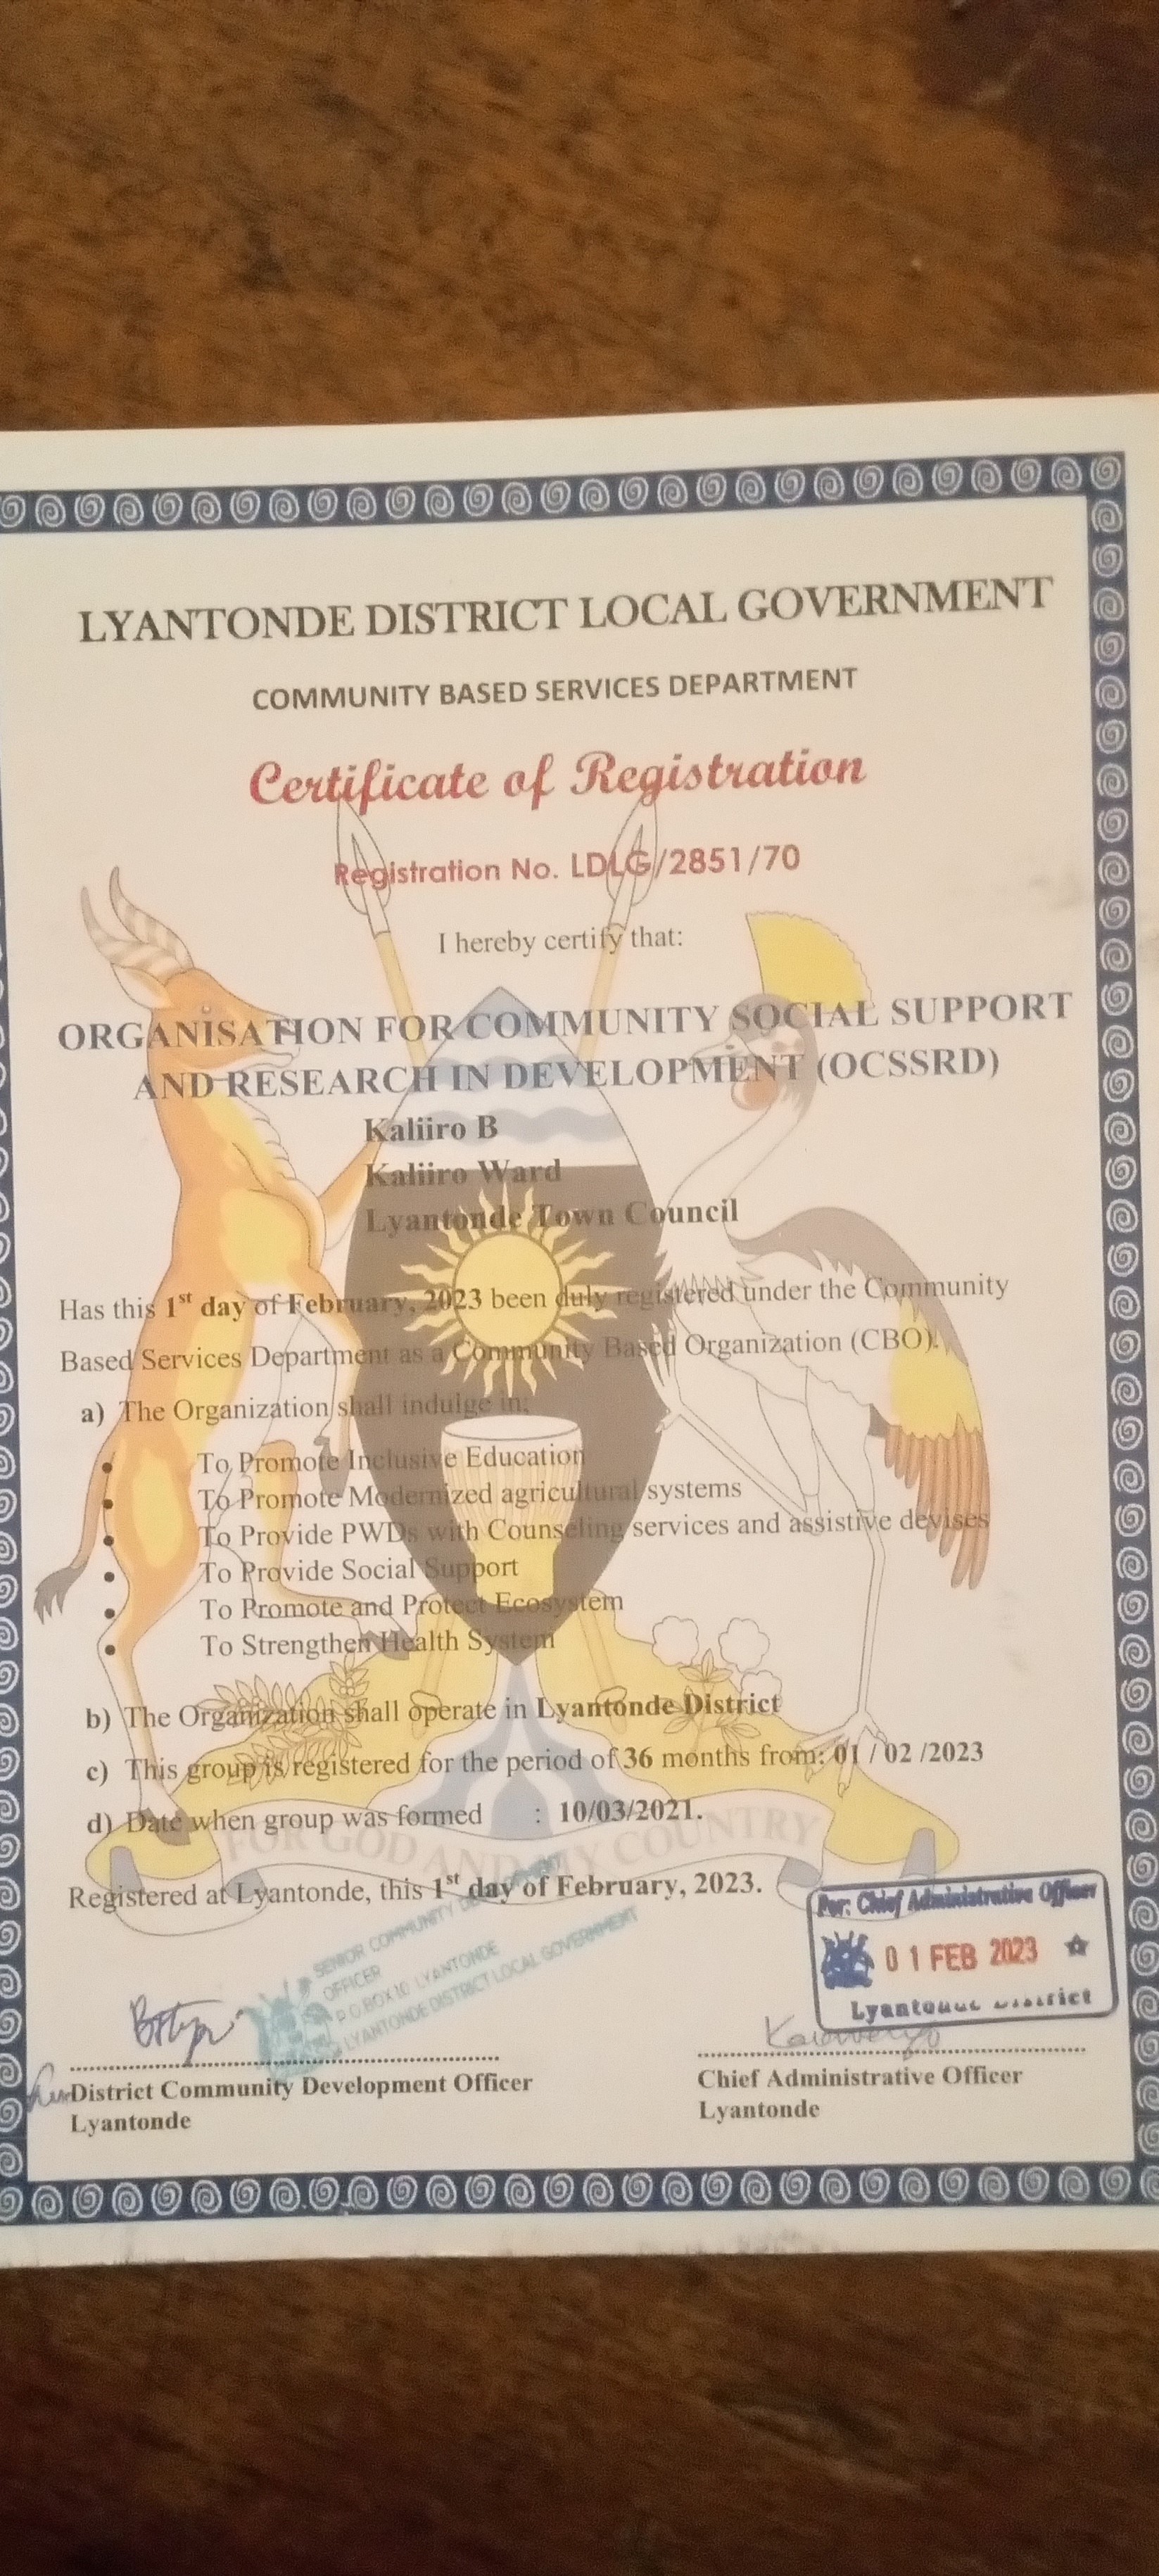 LYANTONDE DISTRICT LOCAL GOVERNMENT
COMMUNITY BASED SERVICES DEPARTMENT
Certificate of Registration
Registration No. LDLG/2851/70
I hereby certify that:
ORGANISATION FOR COMMUNITY SOCIAL SUPPORT
AND RESEARCH IN DEVELOPMENT (OCSSRD)
Kaliiro B
Kaliiro Ward
Lyantonde Town Council
Has this 1st day of February, 2023 been duly registered under the Community
Based Services Department as a Community Based Organization (CBO).
a) The Organization shall indulge in;
• To Promote Inclusive Education
• To Promote Modernized agricultural systems
• To Provide PWDs with Counseling services and assistive devises
• To Provide Social Support
• To Promote and Protect Ecosystem
• To Strengthen Health System
b) The Organization shall operate in Lyantonde District
c) This group is registered for the period of 36 months from: 01 / 02 /2023
d) Date when group was formed : 10/03/2021.
FOR GOD AND MY COUNTRY
Registered at Lyantonde, this 1st day of February, 2023.
For: Chief Administrative Officer
01 FEB 2023
Lyantonde District
SENIOR COMMUNITY
OFFICER
P.O.BOX 10 LYANTONDE
LYANTONDE DISTRICT LOCAL GOVERNMENT
District Community Development Officer
Lyantonde
Chief Administrative Officer
Lyantonde